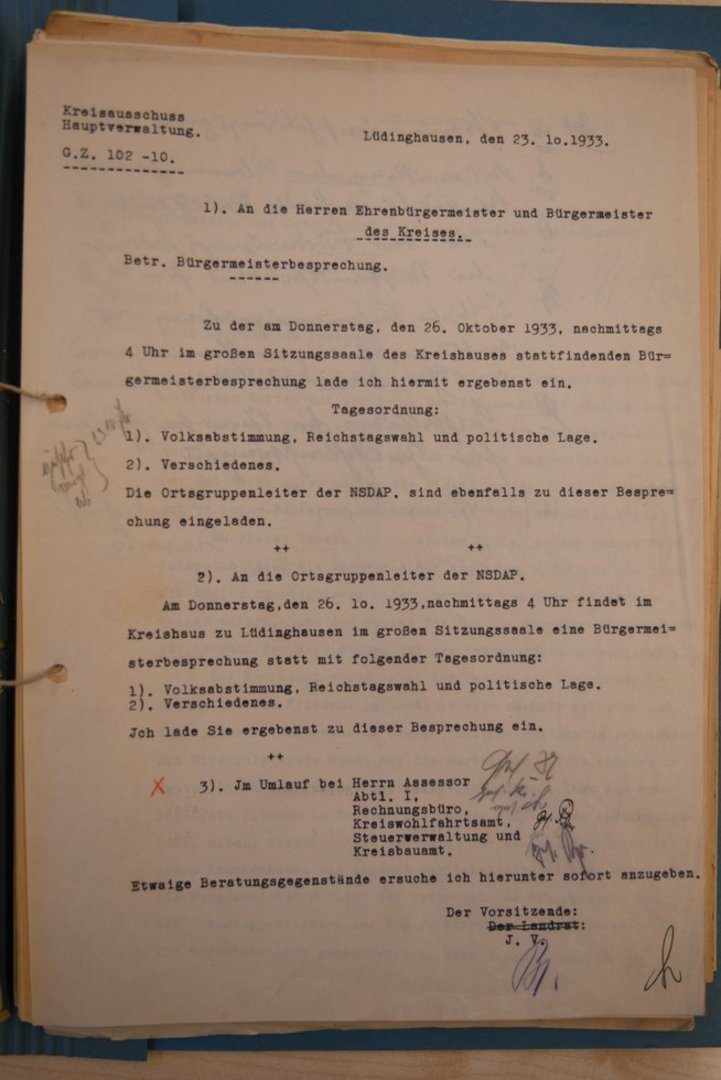 Kreisausschuss
Hauptverwaltung.
Lüdinghausen, den 23. 1o.1933.
G.Z. 102 -10.
1). An die Herren Ehrenbürgermeister und Bürgermeister
des Kreises.
Betr. Bürgermeisterbesprechung.
Zu der am Donnerstag, den 26. Oktober 1933, nachmittags
4 Uhr im großen Sitzungssaale des Kreishauses stattfindenden Bür=
germeisterbesprechung lade ich hiermit ergebenst ein.
Tagesordnung:
1). Volksabstimmung, Reichstagswahl und politische Lage.
2). Verschiedenes.
Die Ortsgruppenleiter der NSDAP. sind ebenfalls zu dieser Bespre=
chung eingeladen.
++ ++
2). An die Ortsgruppenleiter der NSDAP.
Am Donnerstag,den 26. 1o. 1933,nachmittags 4 Uhr findet im
Kreishaus zu Lüdinghausen im großen Sitzungssaale eine Bürgermei=
sterbesprechung statt mit folgender Tagesordnung:
1). Volksabstimmung, Reichstagswahl und politische Lage.
2). Verschiedenes.
Jch lade Sie ergebenst zu dieser Besprechung ein.
++
3). Jm Umlauf bei Herrn Assessor
Abtl. I,
Rechnungsbüro,
Kreiswohlfahrtsamt,
Steuerverwaltung und
Kreisbauamt.
Etwaige Beratungsgegenstände ersuche ich hierunter sofort anzugeben.
Der Vorsitzende:
Der Landrat:
J. V.